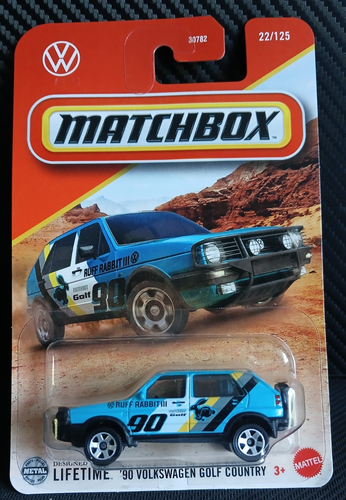 30782
22/125
MATCHBOX
RUFF RABBIT III
Golf
90
RUFF RABBIT III
Golf
90
DESIGNED
LIFETIME
METAL
'90 VOLKSWAGEN GOLF COUNTRY
3+
MATTEL